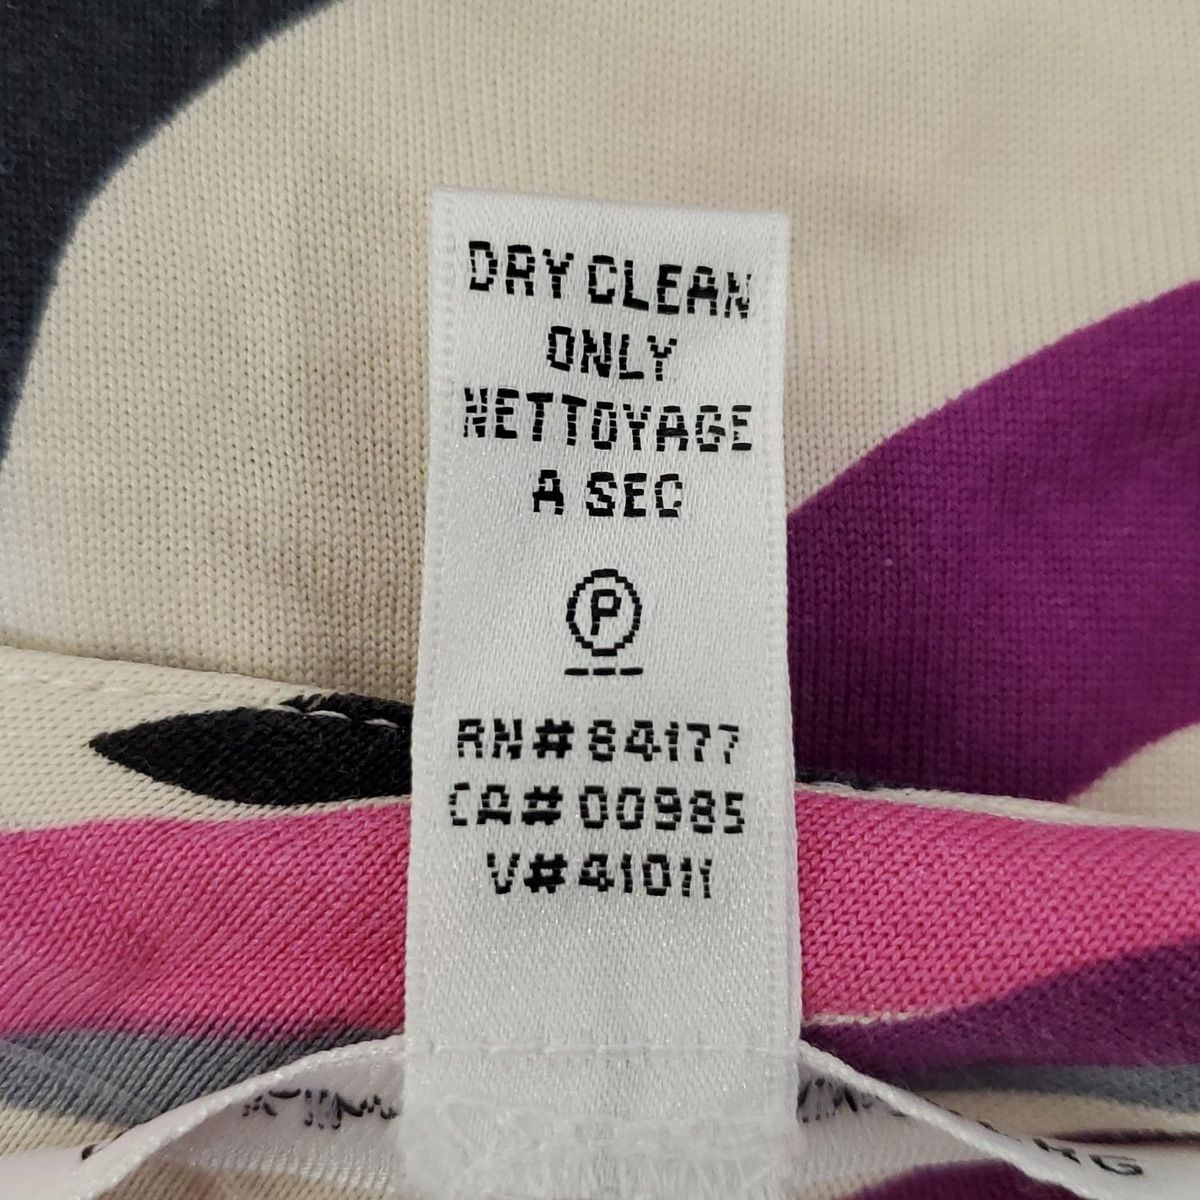 DRY CLEAN
ONLY
NETTOYAGE
A SEC
P
RN#84177
CA#00985
V#41011